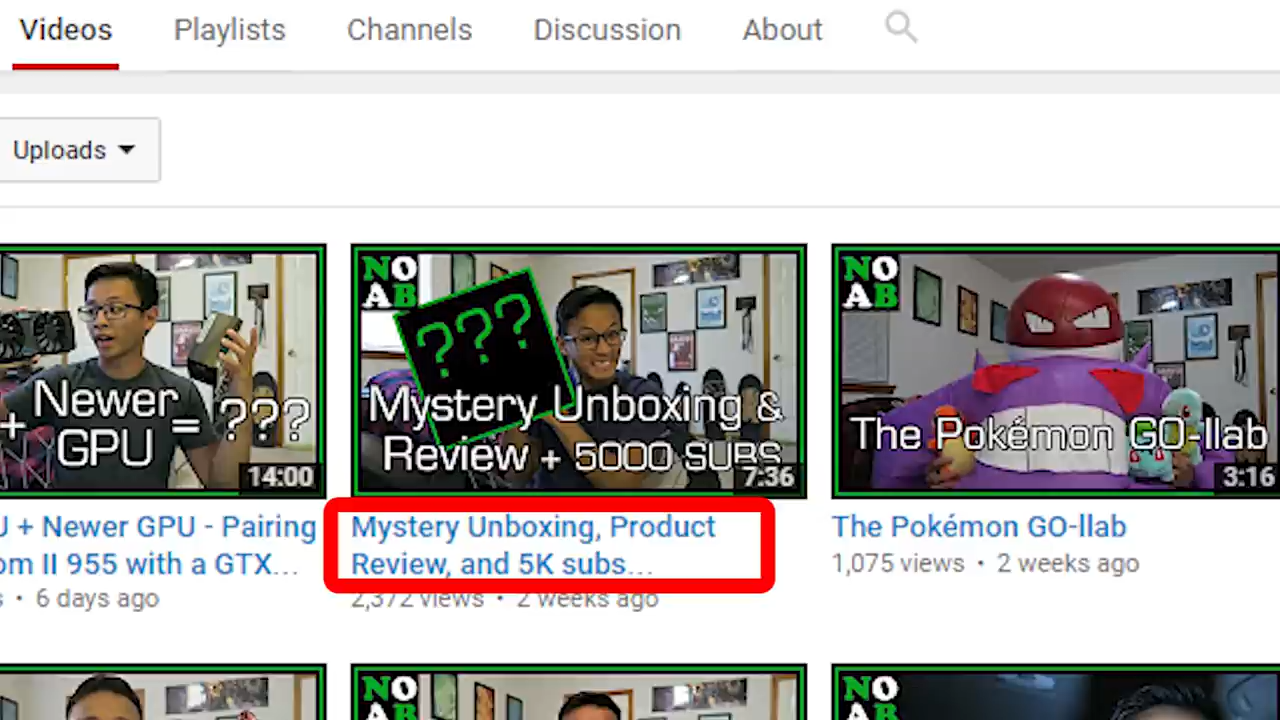 Videos Playlists Channels Discussion About
Uploads
+ Newer GPU = ???
14:00
NO
AB
???
Mystery Unboxing &
Review + 5000 SUBS
7:36
NO
AB
The Pokémon GO-llab
3:16
U + Newer GPU - Pairing
om II 955 with a GTX...
s • 6 days ago
Mystery Unboxing, Product
Review, and 5K subs...
2,372 views • 2 weeks ago
The Pokémon GO-llab
1,075 views • 2 weeks ago
NO
AB
NO
AB